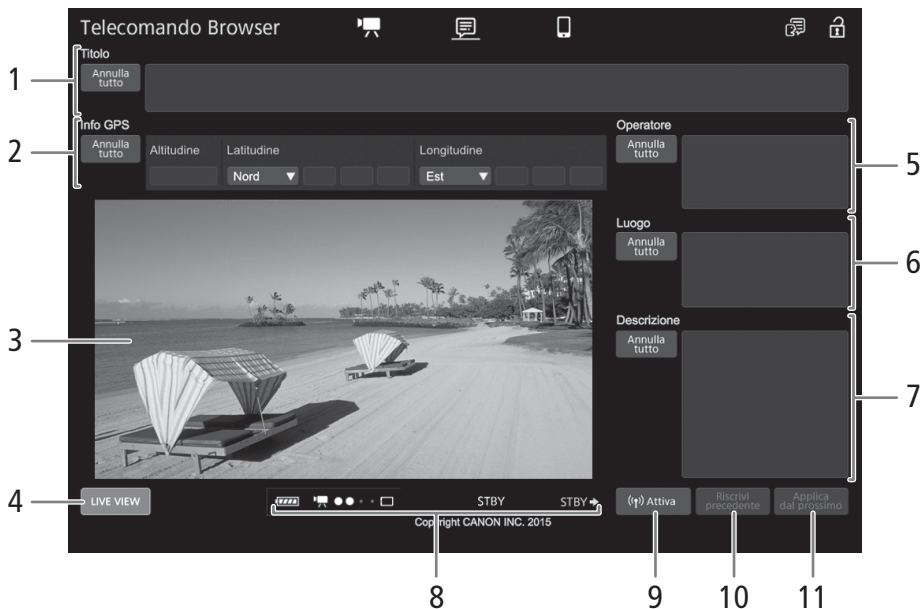 Telecomando Browser
Titolo
1
Annulla
tutto
Info GPS
Operatore
2
Annulla
tutto
Altitudine
Latitudine
Longitudine
Nord
Est
Annulla
tutto
5
Luogo
Annulla
tutto
6
Descrizione
Annulla
tutto
3
7
4
LIVE VIEW
STBY
STBY
Attiva
Riscrivi
precedente
Applica
dal prossimo
Copyright CANON INC. 2015
8
9
10
11